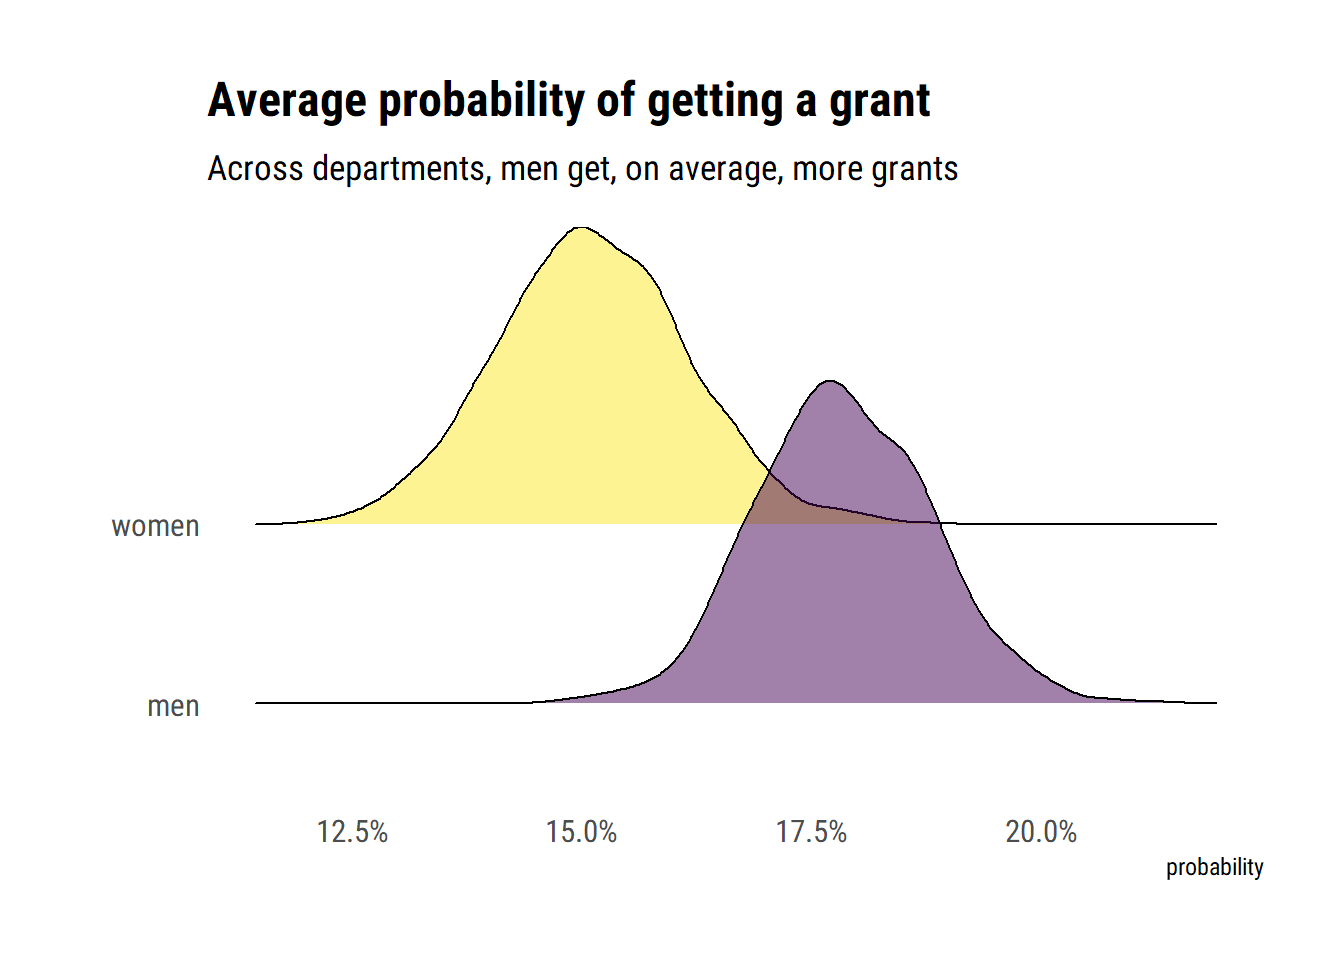 Average probability of getting a grant
Across departments, men get, on average, more grants
women
men
12.5% 15.0% 17.5% 20.0%
probability